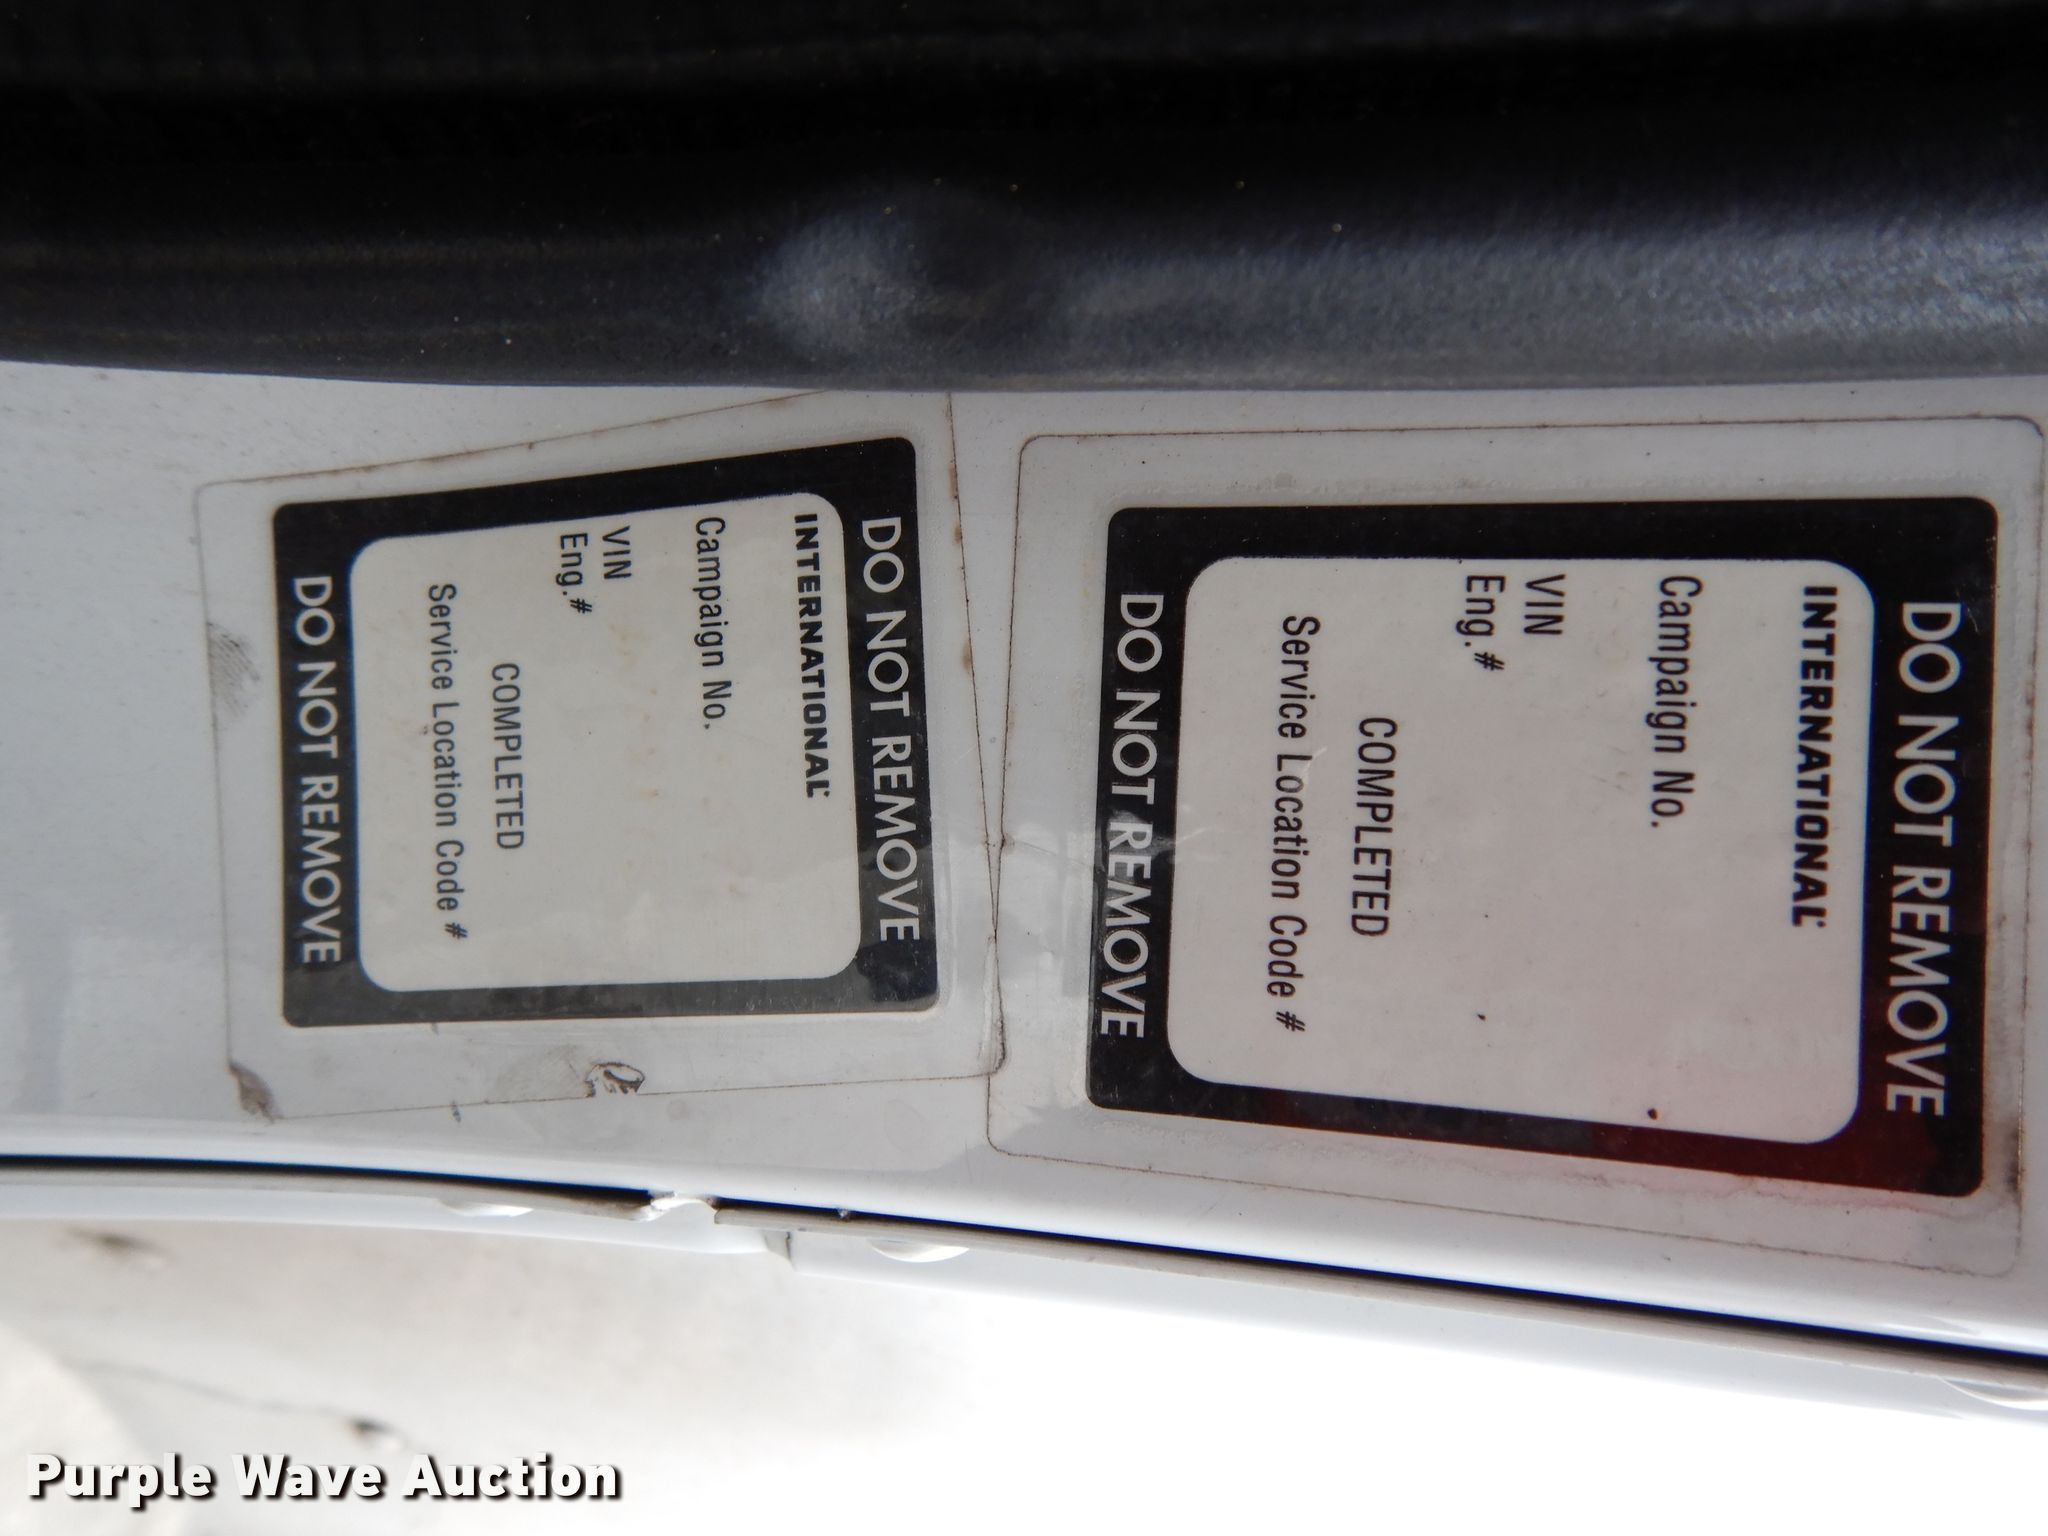 DO NOT REMOVE
INTERNATIONAL®
Campaign No.
VIN
Eng.#
COMPLETED
Service Location Code #
DO NOT REMOVE
DO NOT REMOVE
INTERNATIONAL®
Campaign No.
VIN
Eng.#
COMPLETED
Service Location Code #
DO NOT REMOVE
Purple Wave Auction